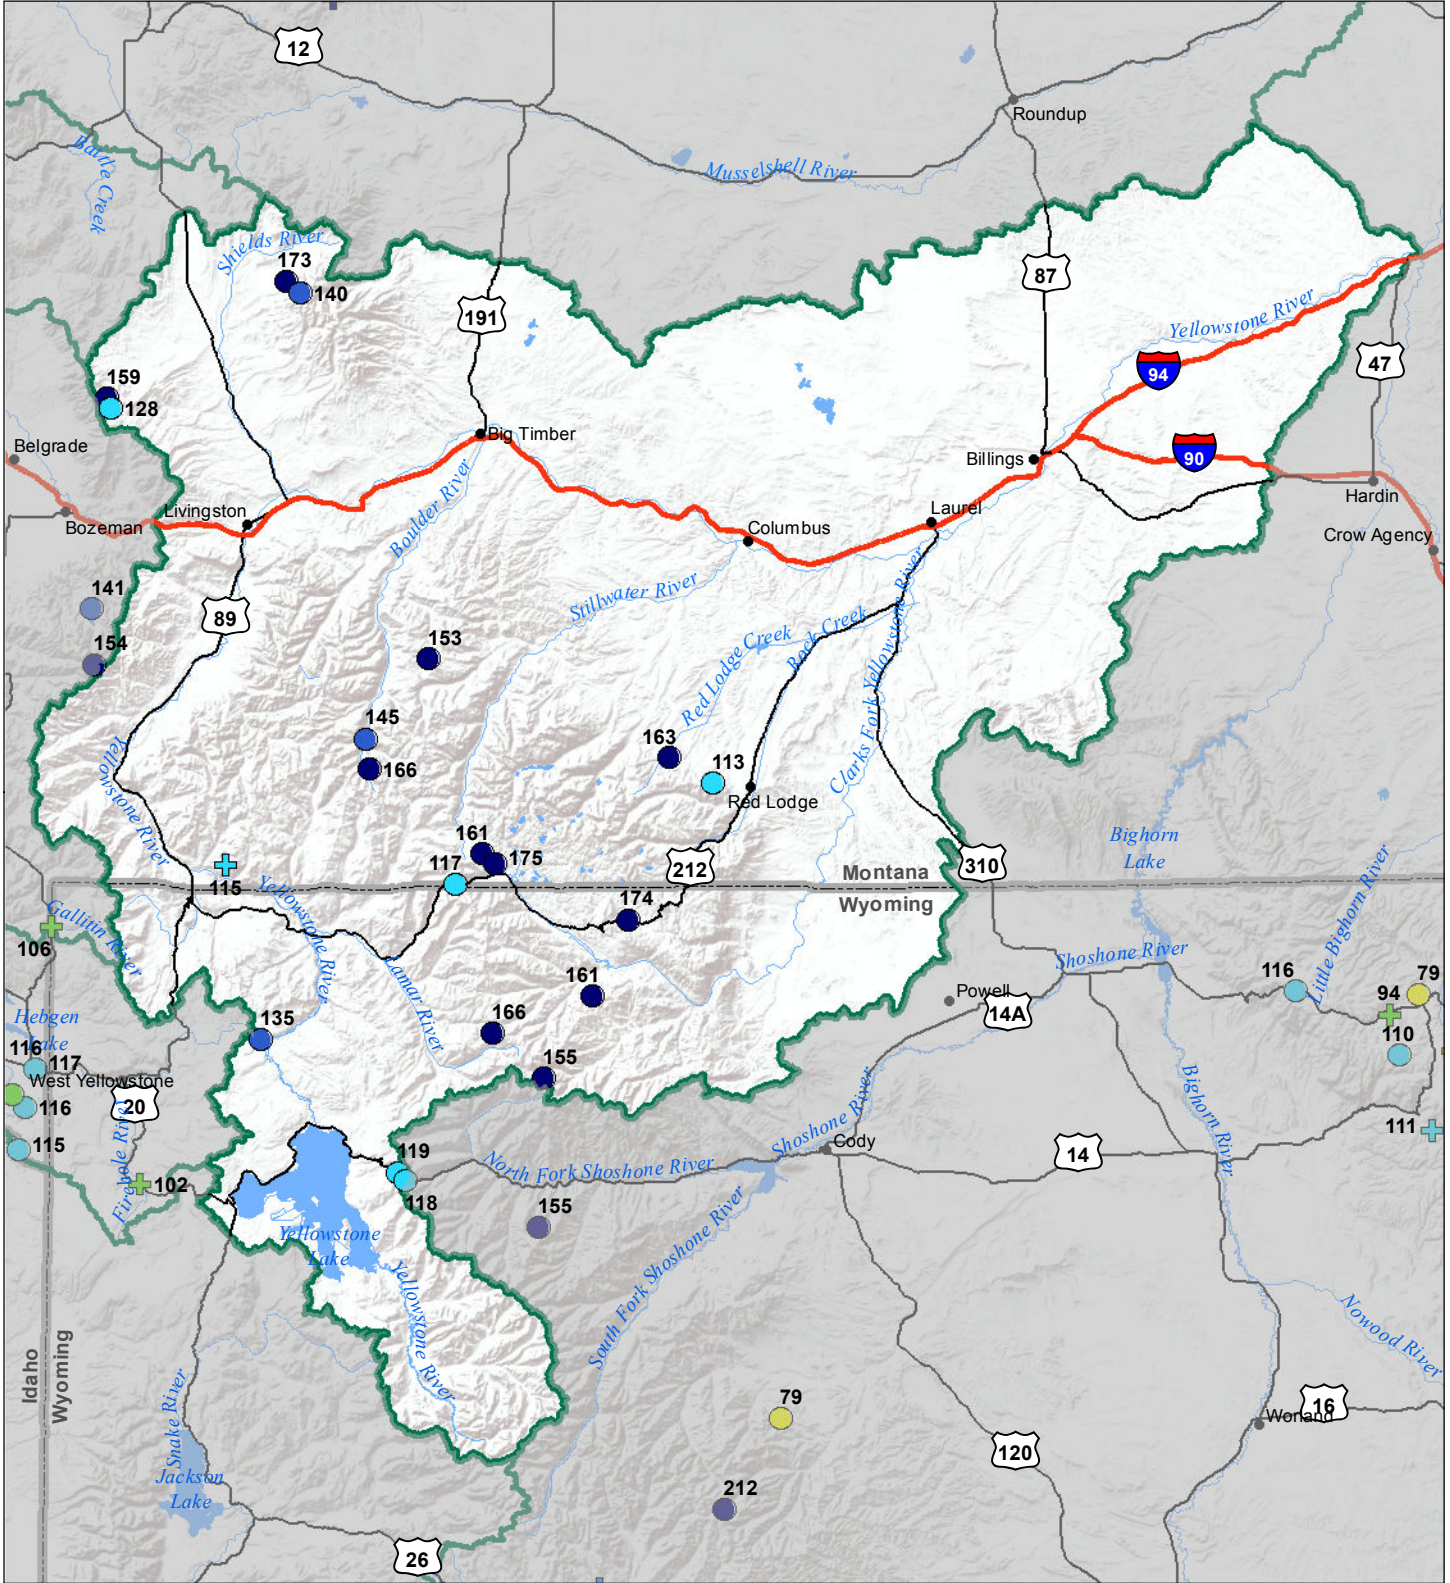 12
Roundup
Battle Creek
Musselshell River
Shields River
173
140
87
191
Yellowstone River
47
94
159
128
Belgrade
Big Timber
Billings
90
Hardin
Livingston
Laurel
Bozeman
Columbus
Crow Agency
Boulder River
141
Stillwater River
89
154
153
Red Lodge Creek
Rock Creek
Clarks Fork Yellowstone River
145
163
166
113
Red Lodge
Yellowstone River
161
175
117
212
310
Bighorn
Lake
115
Montana
Wyoming
Yellowstone River
174
Gallitin River
106
Little Bighorn River
Shoshone River
Lamar River
161
116
79
94
Powell
14A
Hebgen
Lake
135
166
110
116
117
155
West Yellowstone
116
20
Bighorn River
111
115
Firehole River
Shoshone River
Cody
14
119
North Fork Shoshone River
102
118
155
Yellowstone
Lake
South Fork Shoshone River
Yellowstone River
Nowood River
Idaho
Wyoming
Snake River
79
16
Worland
120
Jackson
Lake
212
26